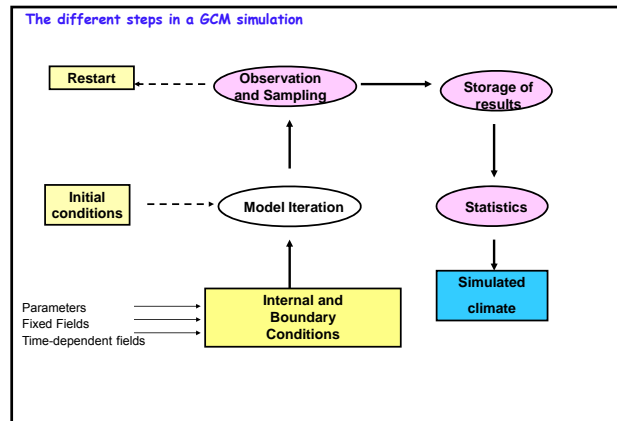 The different steps in a GCM simulation
Restart
Observation
and Sampling
Storage of
results
Initial
conditions
Model Iteration
Statistics
Parameters
Fixed Fields
Time-dependent fields
Internal and
Boundary
Conditions
Simulated
climate